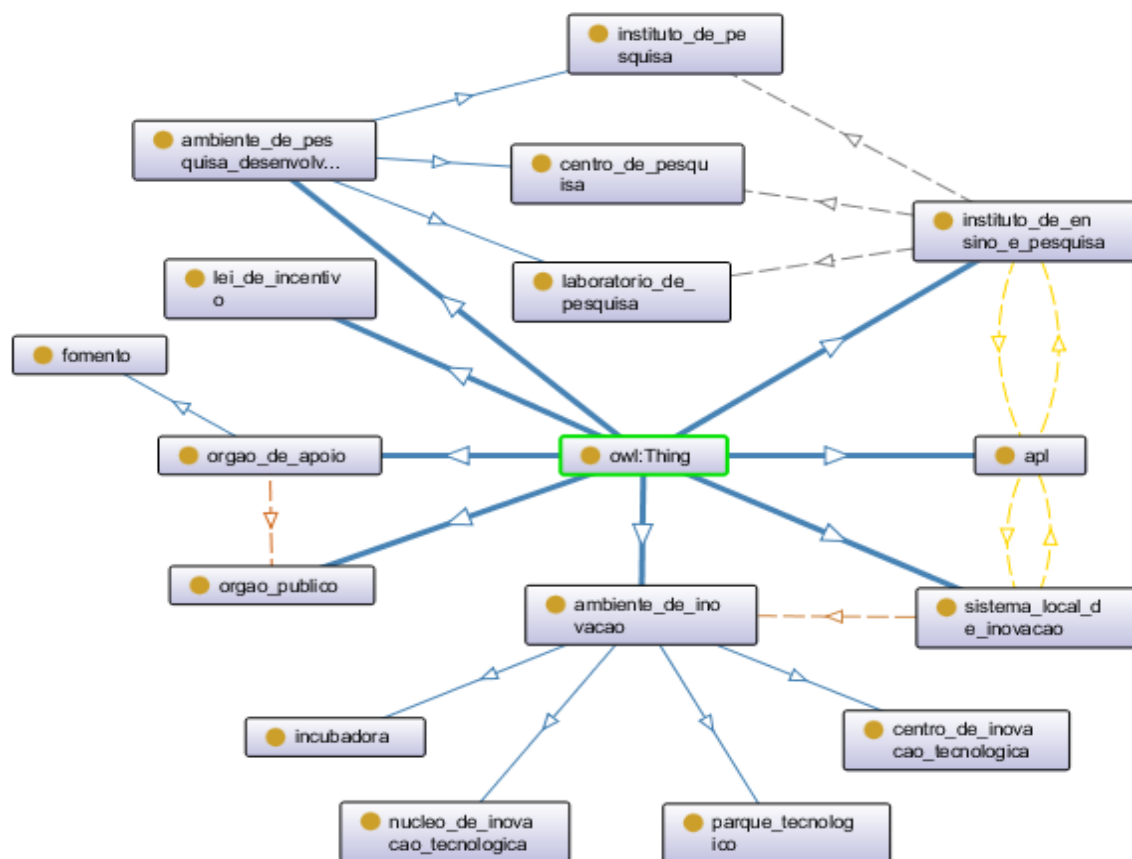 instituto_de_pe
squisa
ambiente_de_pes
quisa_desenvolv...
centro_de_pesqu
isa
instituto_de_en
sino_e_pesquisa
lei_de_incentiv
o
laboratorio_de_
pesquisa
fomento
orgao_de_apoio
owl:Thing
apl
orgao_publico
ambiente_de_ino
vacao
sistema_local_d
e_inovacao
incubadora
centro_de_inova
cao_tecnologica
nucleo_de_inova
cao_tecnologica
parque_tecnolog
ico